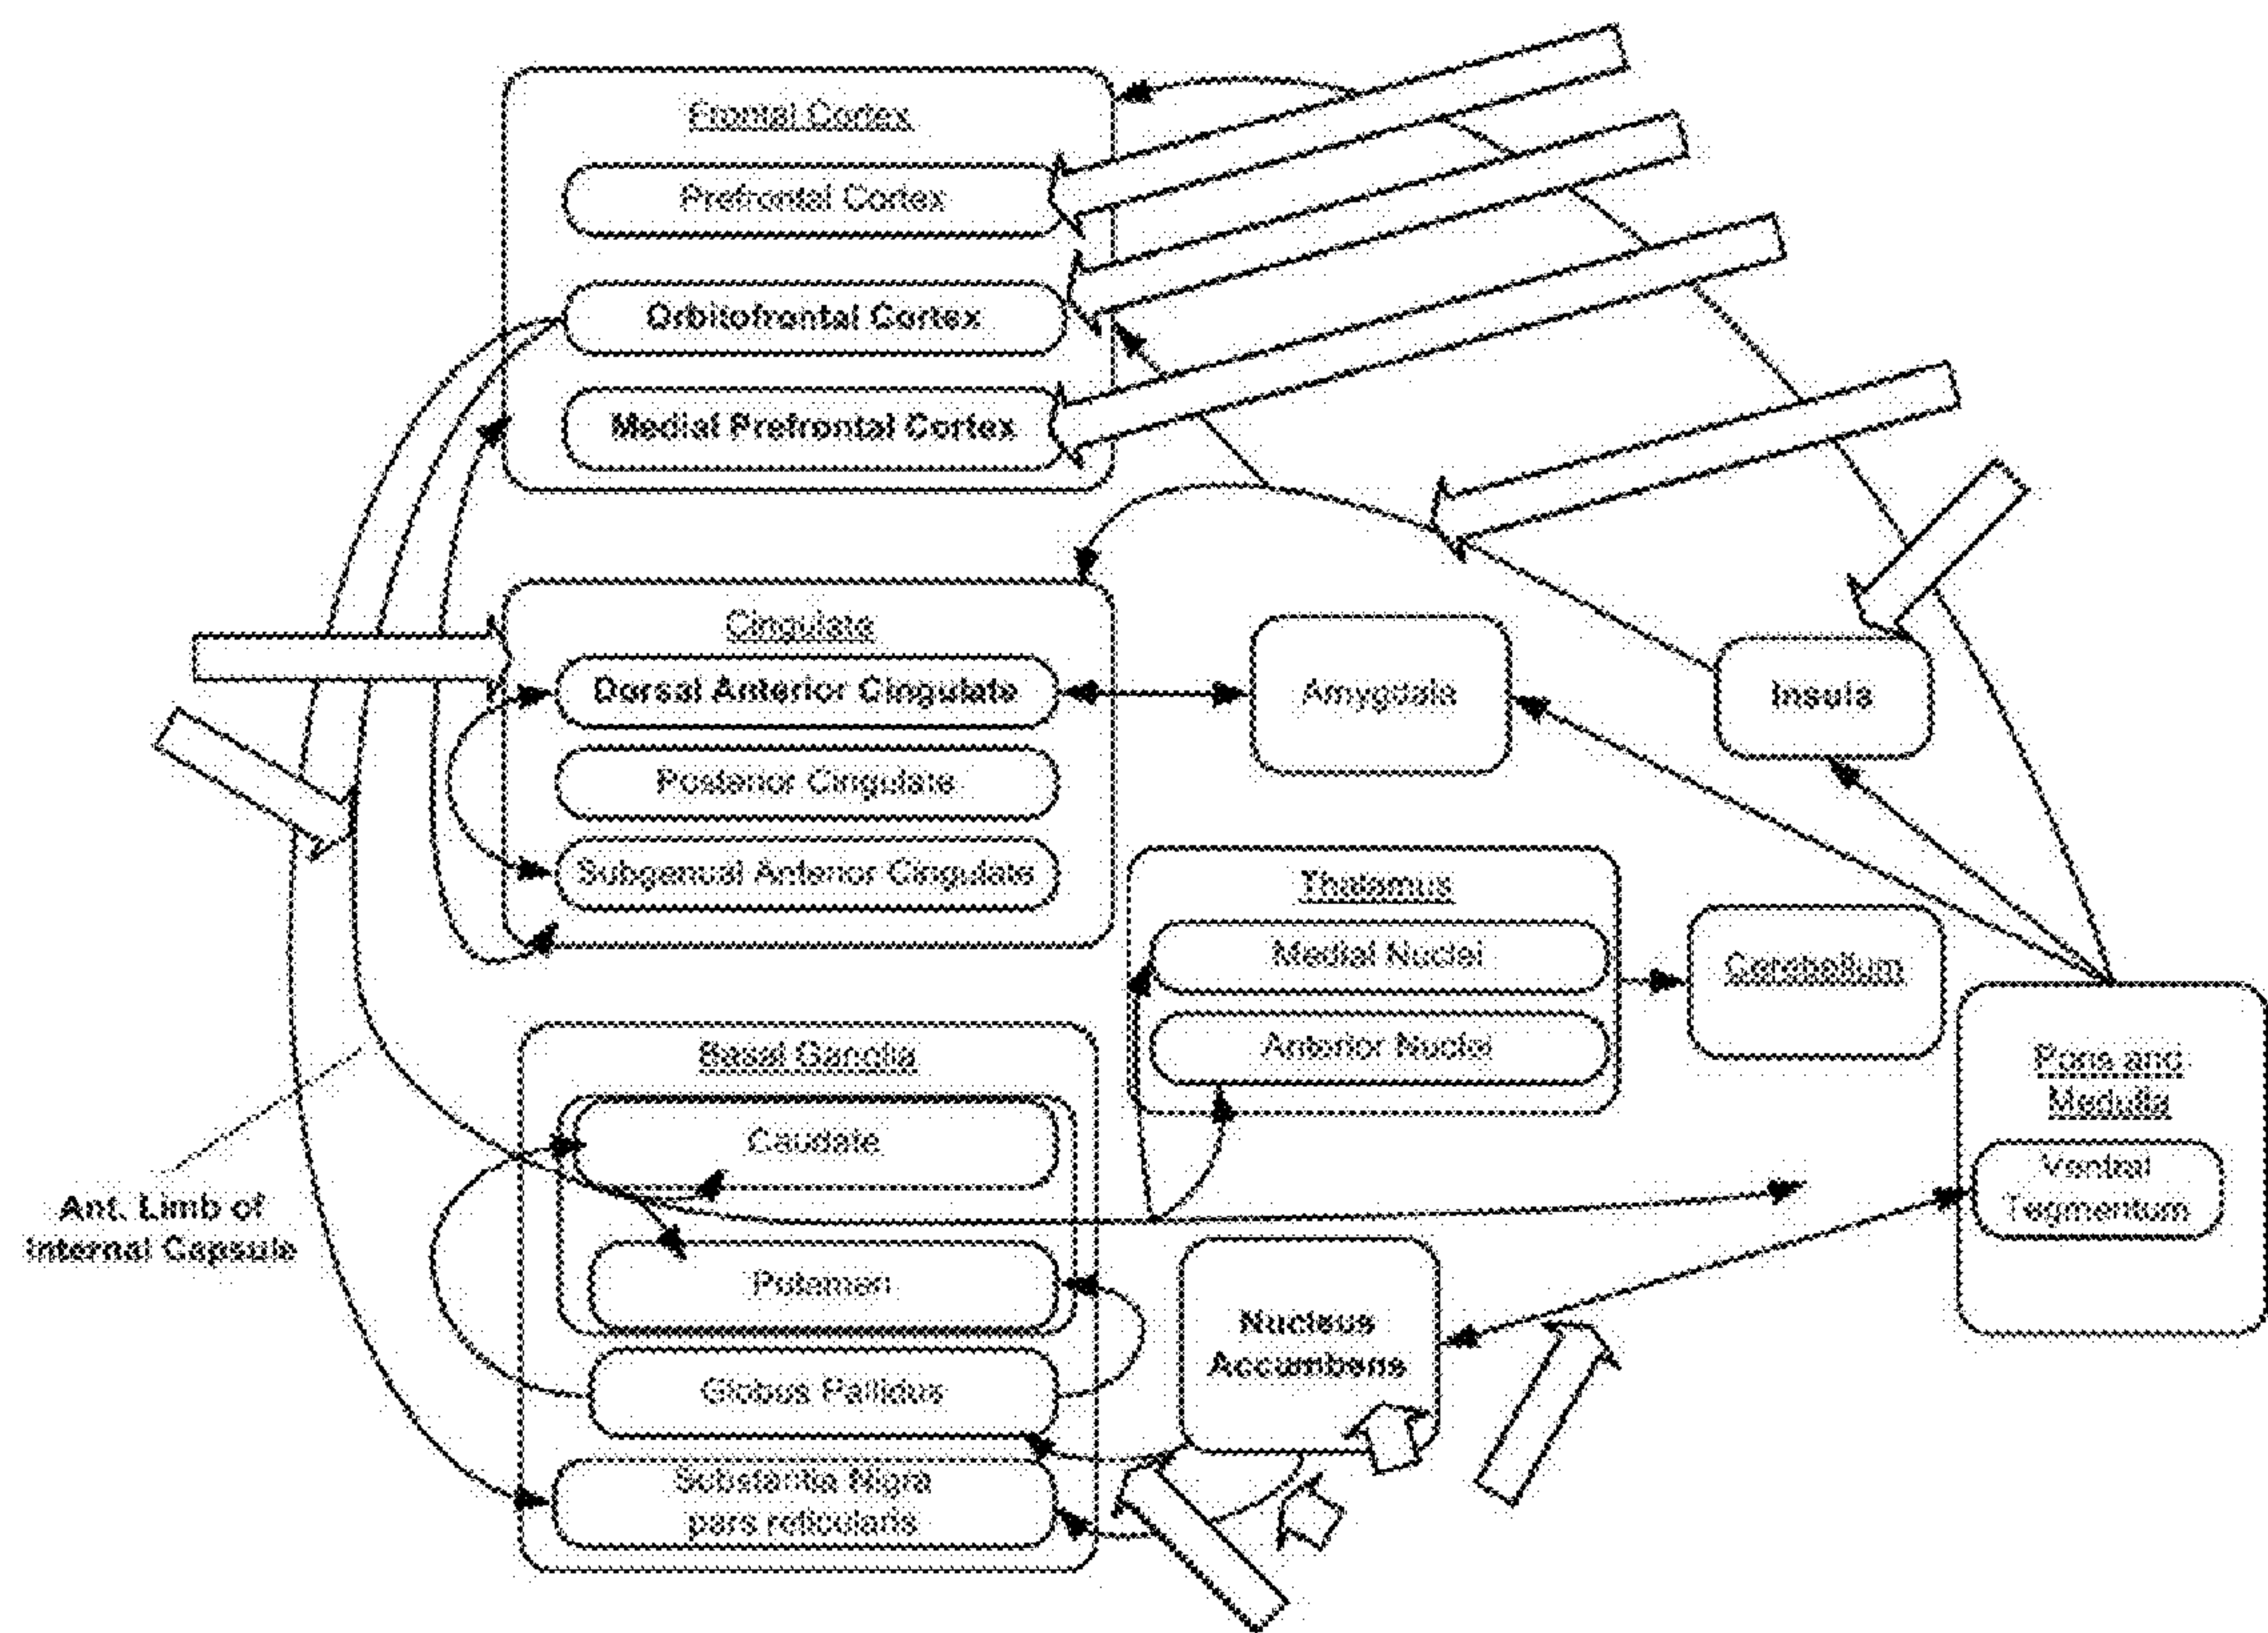 Frontal Cortex
Prefrontal Cortex
Orbitofrontal Cortex
Medial Prefrontal Cortex
Cingulate
Dorsal Anterior Cingulate
Posterior Cingulate
Subgenual Anterior Cingulate
Amygdala
Insula
Thalamus
Medial Nuclei
Anterior Nuclei
Cerebellum
Pons and
Medulla
Ventral
Tegmentum
Basal Ganglia
Caudate
Putamen
Globus Pallidus
Substantia Nigra
pars reticularis
Nucleus
Accumbens
Ant. Limb of
Internal Capsule